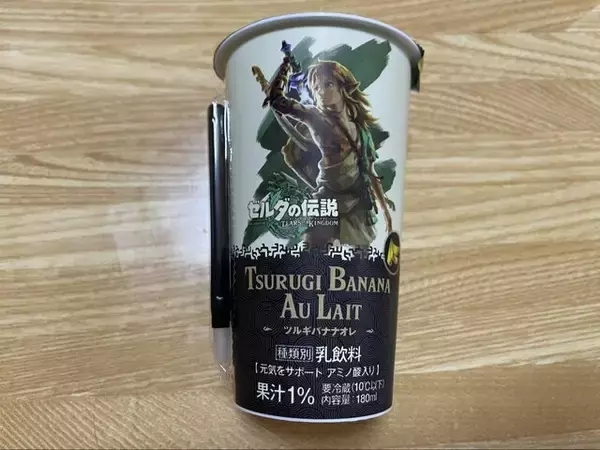 ゼルダの伝説
TEARS OF THE KINGDOM
TSURUGI BANANA
AU LAIT
ツルギバナナオレ
種類別 乳飲料
【元気をサポート アミノ酸入り】
果汁1% 要冷蔵(10℃以下)
内容量:180ml